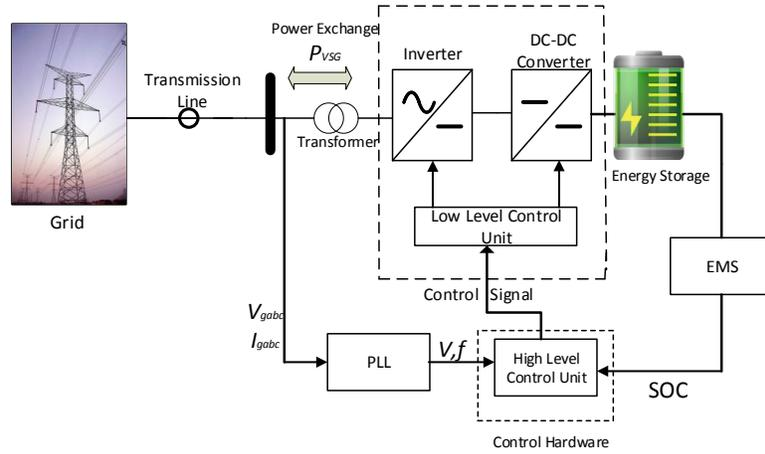 Power Exchange
P_VSG
Inverter
DC-DC
Converter
Transmission
Line
Transformer
Energy Storage
Grid
Low Level Control
Unit
EMS
Control Signal
Vgabc
Igabc
PLL
V,f
High Level
Control Unit
SOC
Control Hardware